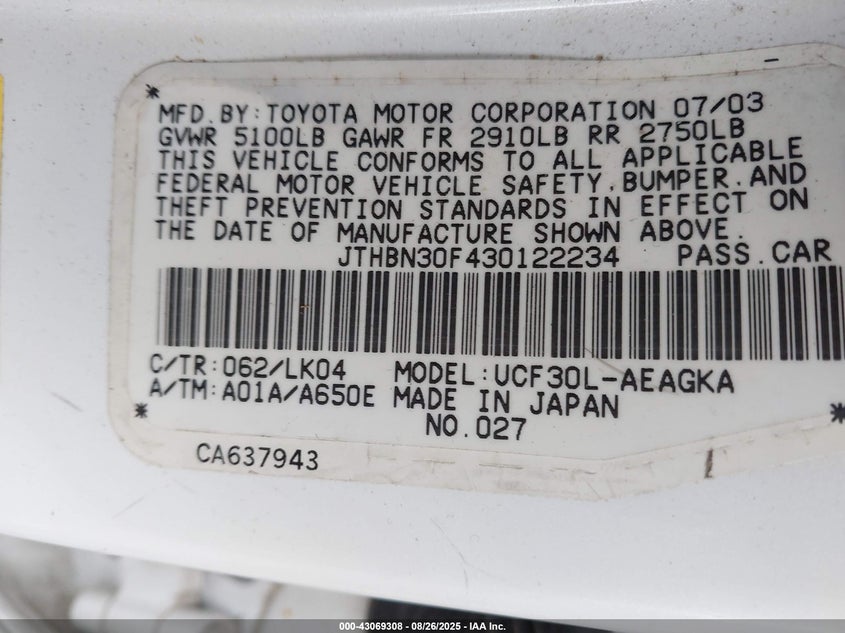 MFD.BY:TOYOTA MOTOR CORPORATION 07/03
GVWR 5100LB GAWR FR 2910LB RR 2750LB
THIS VEHICLE CONFORMS TO ALL APPLICABLE
FEDERAL MOTOR VEHICLE SAFETY,BUMPER,AND
THEFT PREVENTION STANDARDS IN EFFECT ON
THE DATE OF MANUFACTURE SHOWN ABOVE.
JTHBN30F430122234 PASS.CAR
C/TR:062/LK04 MODEL:UCF30L-AEAGKA
A/TM:A01A/A650E MADE IN JAPAN
NO.027
CA637943
000-43069308 - 08/26/2025 - IAA Inc.